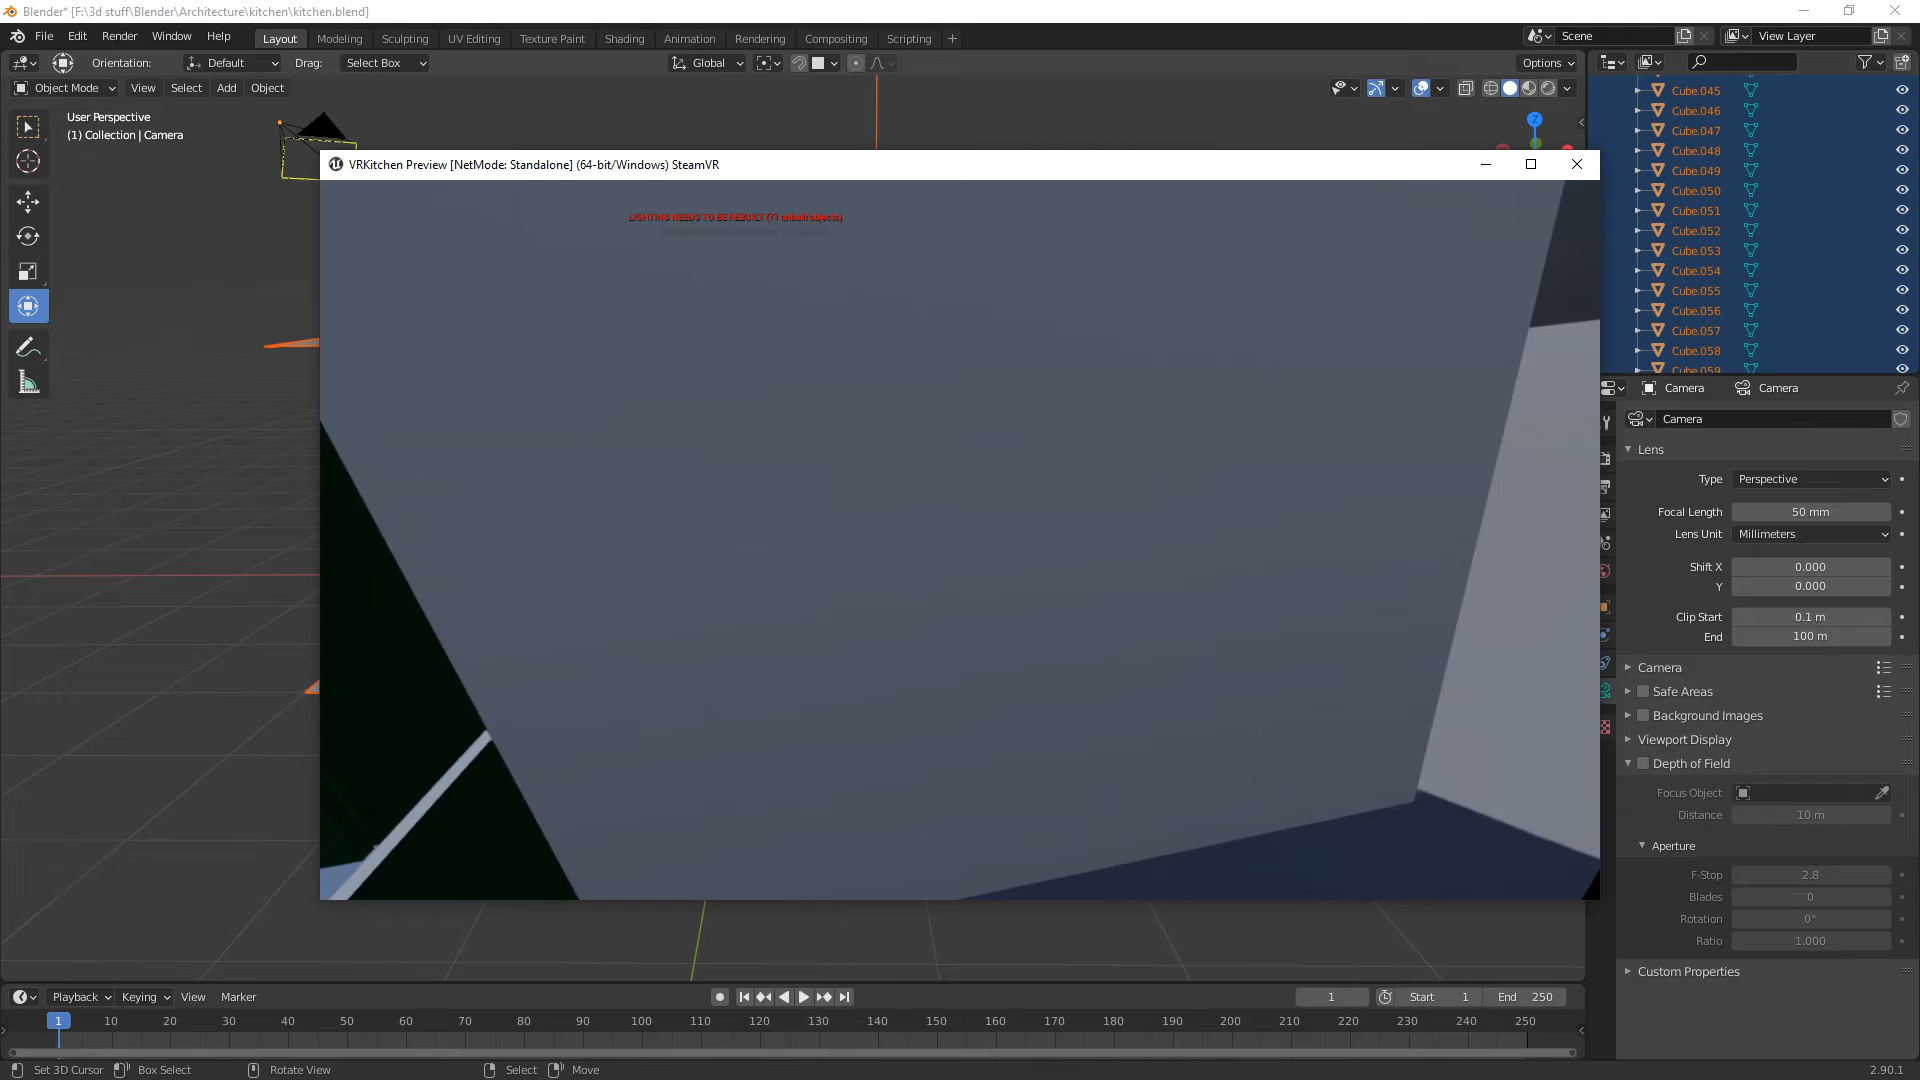 Blender* [F:\3d stuff\Blender\Architecture\kitchen\kitchen.blend]
File Edit Render Window Help
Layout Modeling Sculpting UV Editing Texture Paint Shading Animation Rendering Compositing Scripting
Scene View Layer
Orientation: Default Drag: Select Box
Global Options
Object Mode View Select Add Object
User Perspective
(1) Collection | Camera
Z
VRKitchen Preview [NetMode: Standalone] (64-bit/Windows) SteamVR
LIGHTING NEEDS TO BE REBUILT (71 unbuilt objects)
Cube.045
Cube.046
Cube.047
Cube.048
Cube.049
Cube.050
Cube.051
Cube.052
Cube.053
Cube.054
Cube.055
Cube.056
Cube.057
Cube.058
Cube.059
Camera Camera
Camera
Lens
Type Perspective
Focal Length 50 mm
Lens Unit Millimeters
Shift X 0.000
Y 0.000
Clip Start 0.1 m
End 100 m
Camera
Safe Areas
Background Images
Viewport Display
Depth of Field
Focus Object
Distance 10 m
Aperture
F-Stop 2.8
Blades 0
Rotation 0°
Ratio 1.000
Custom Properties
Playback Keying View Marker
1 Start 1 End 250
1 10 20 30 40 50 60 70 80 90 100 110 120 130 140 150 160 170 180 190 200 210 220 230 240 250
Set 3D Cursor Box Select Rotate View Select Move
2.90.1